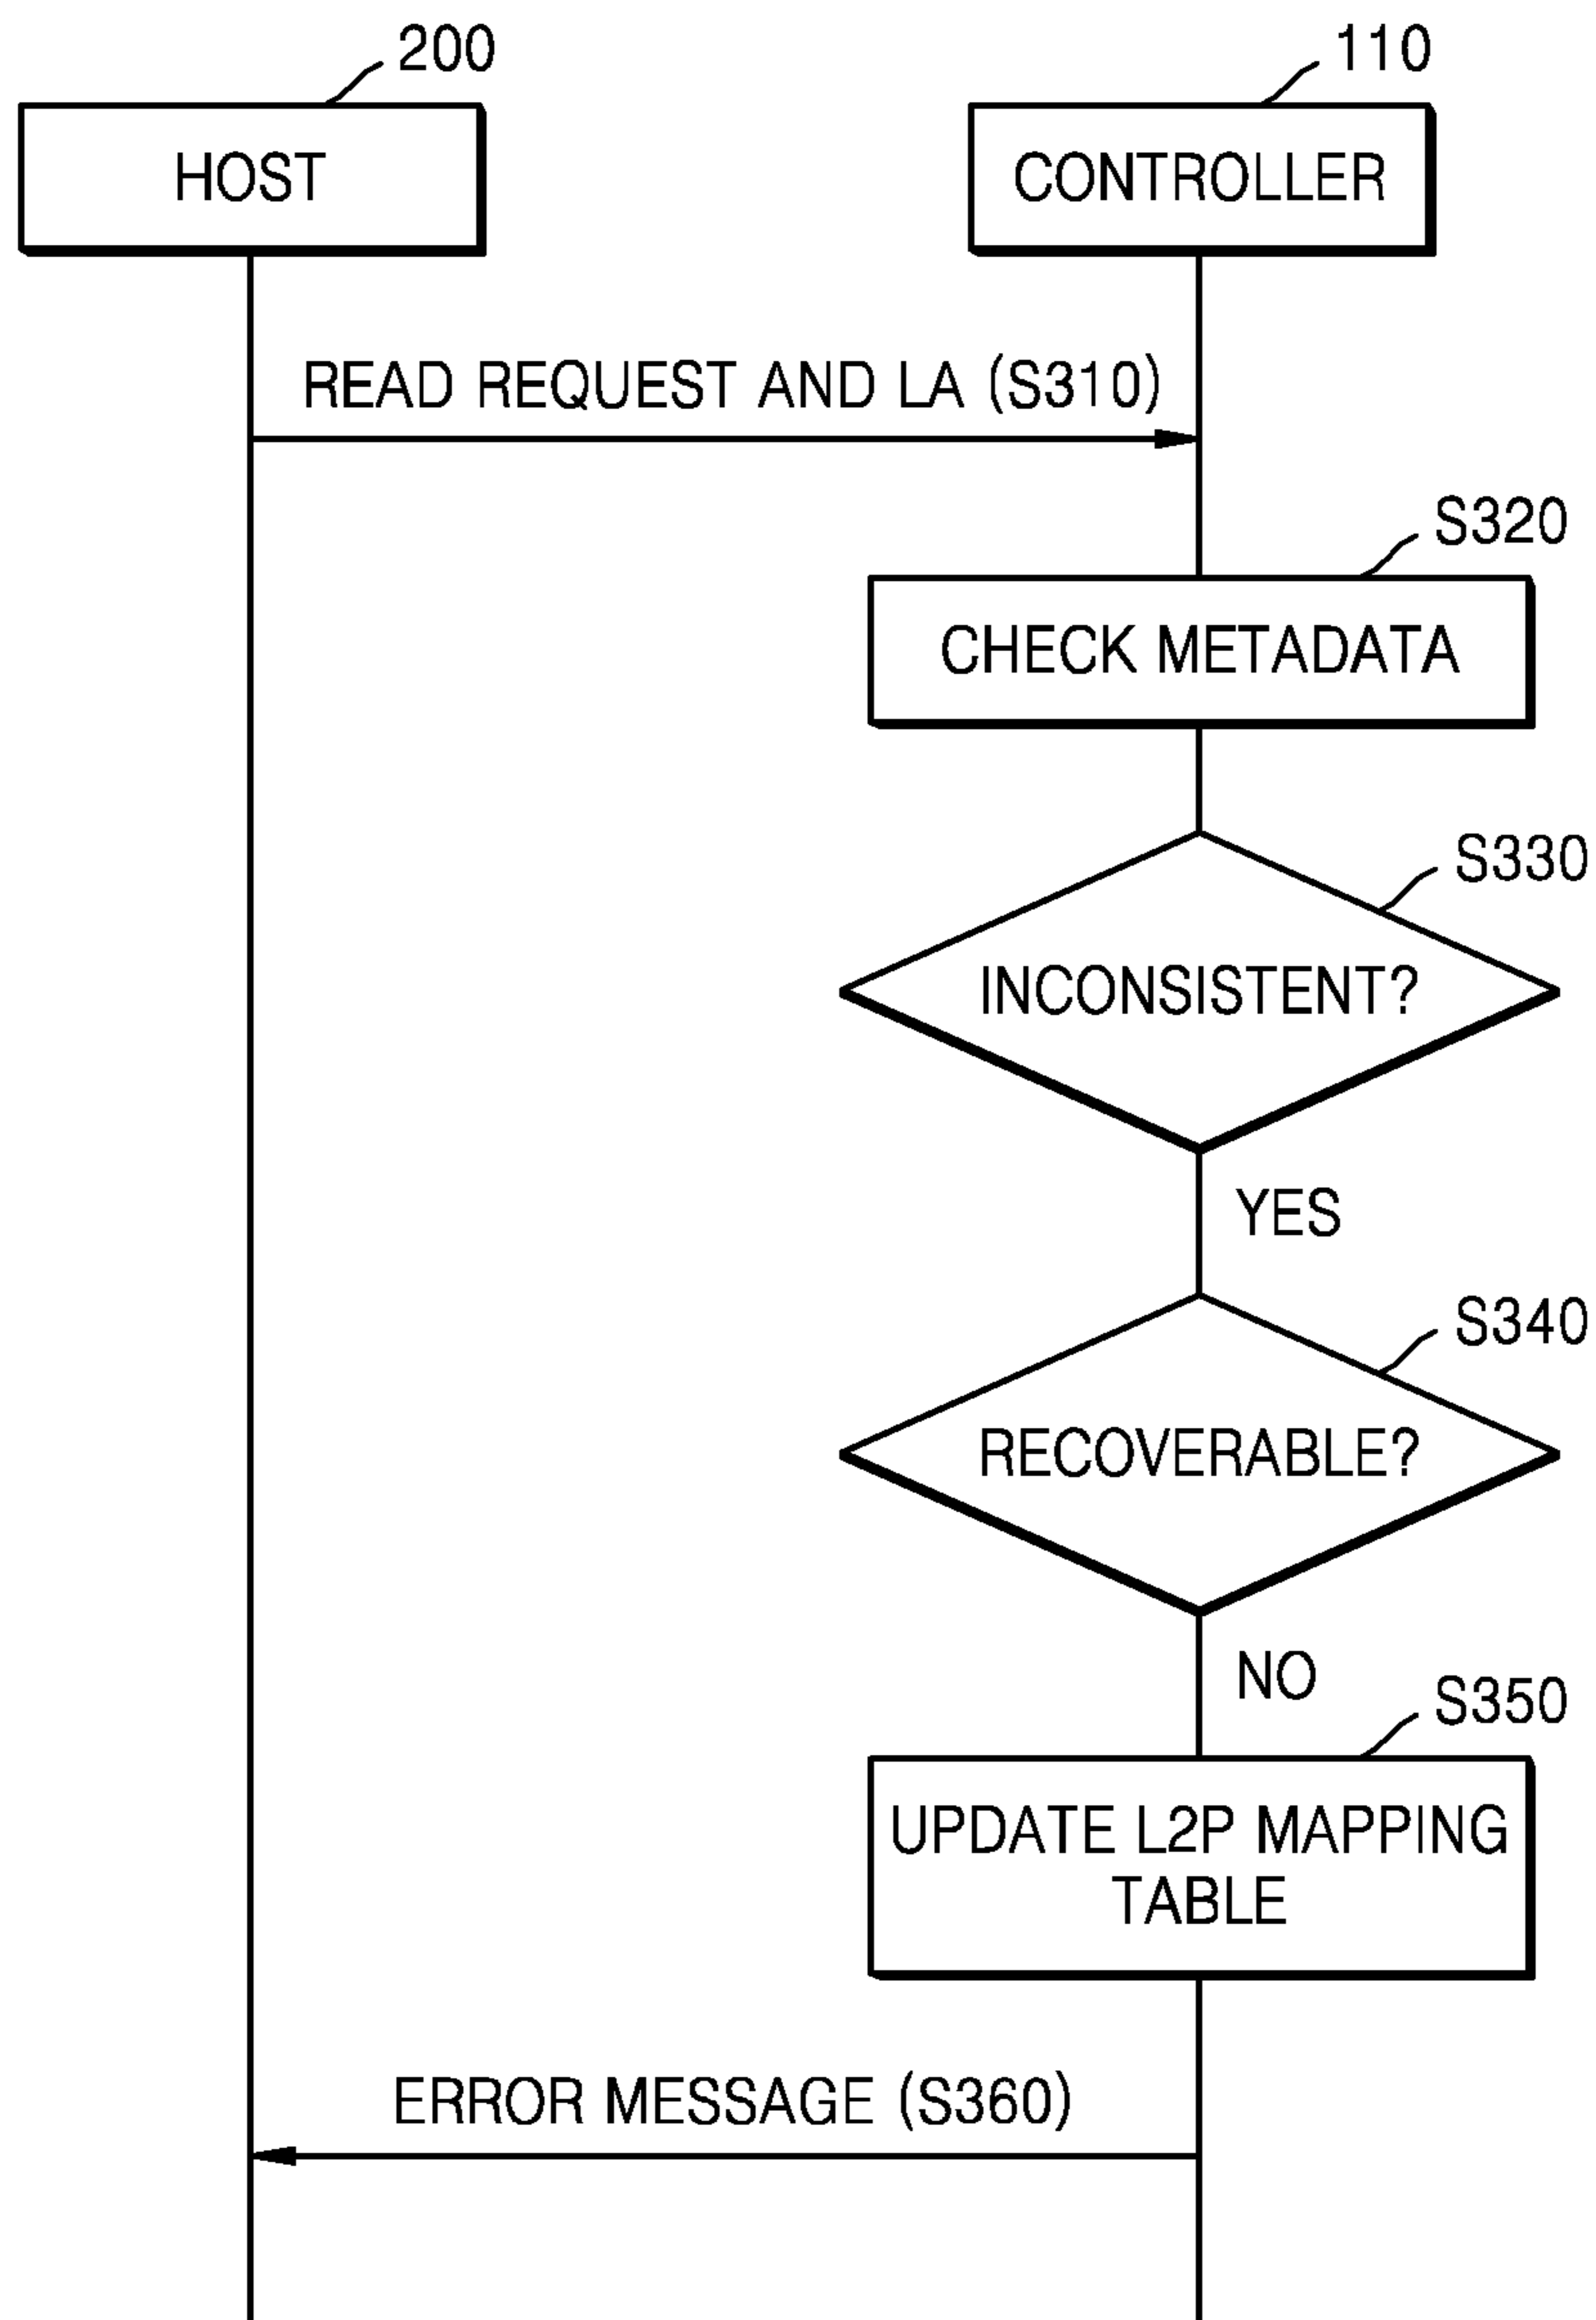 200
110
HOST
CONTROLLER
READ REQUEST AND LA (S310)
S320
CHECK METADATA
S330
INCONSISTENT?
YES
S340
RECOVERABLE?
NO
S350
UPDATE L2P MAPPING
TABLE
ERROR MESSAGE (S360)